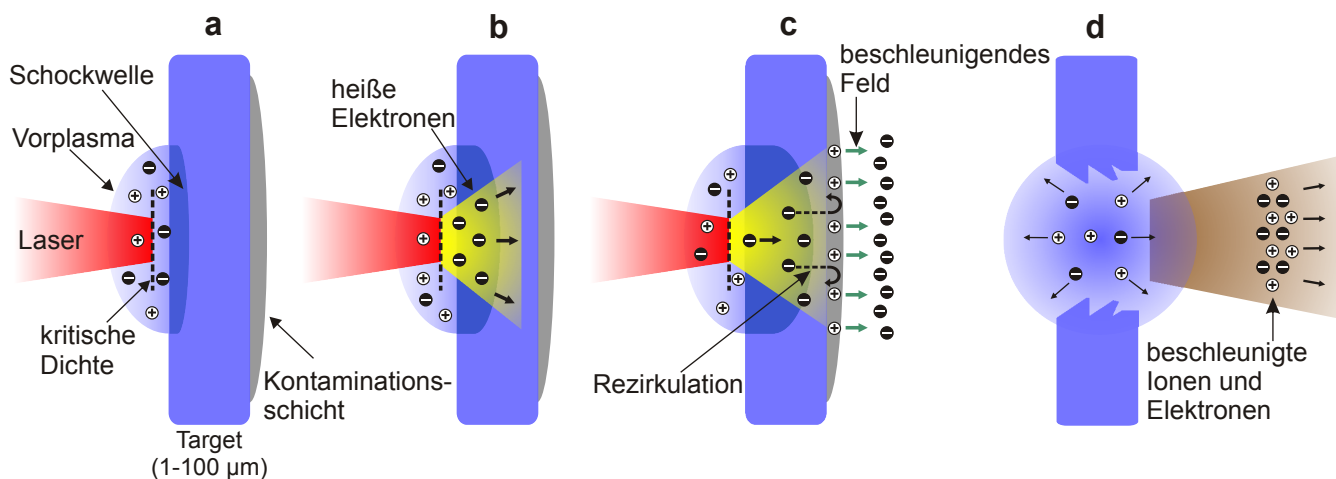 a
Schockwelle
Vorplasma
Laser
kritische
Dichte
Kontaminations-
schicht
Target
(1-100 µm)
b
heiße
Elektronen
c
beschleunigendes
Feld
Rezirkulation
d
beschleunigte
Ionen und
Elektronen